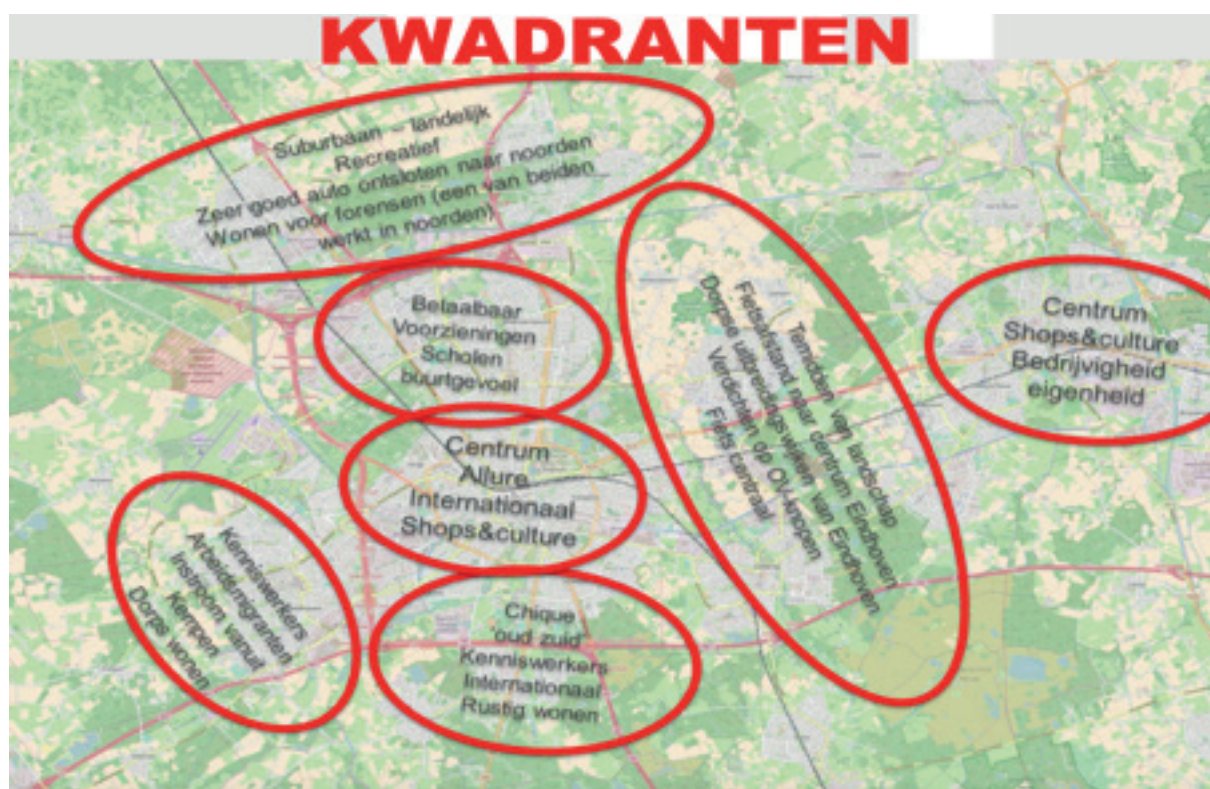 KWADRANTEN
Suburbaan – landelijk
Recreatief
Zeer goed auto ontsloten naar noorden
Wonen voor forensen (een van beiden
werkt in noorden)
Betaalbaar
Voorzieningen
Scholen
buurtgevoel
Temidden van landschap
Fietsafstand naar centrum Eindhoven
Dorpse uitbreidingswijken van Eindhoven
Verdichten op OV-knopen
Fiets centraal
Centrum
Shops&culture
Bedrijvigheid
eigenheid
Centrum
Allure
Internationaal
Shops&culture
Kenniswerkers
Arbeidsmigranten
Instroom vanuit
Kempen
Dorps wonen
Chique
'oud zuid'
Kenniswerkers
Internationaal
Rustig wonen